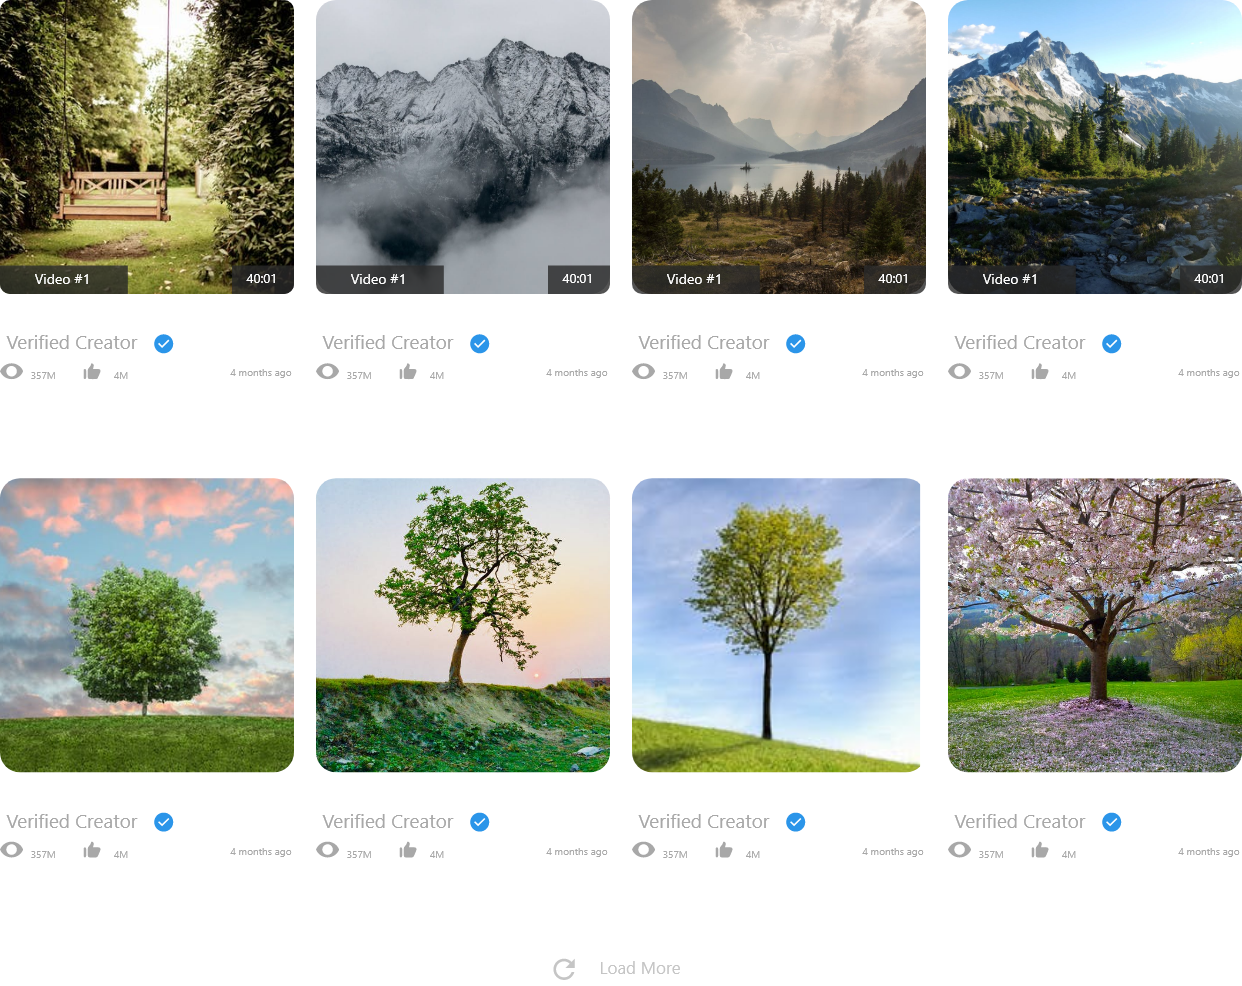 Video #1 40:01 Video #1 40:01 Video #1 40:01 Video #1 40:01
Verified Creator Verified Creator Verified Creator Verified Creator
357M 4M 4 months ago 357M 4M 4 months ago 357M 4M 4 months ago 357M 4M 4 months ago
Verified Creator Verified Creator Verified Creator Verified Creator
357M 4M 4 months ago 357M 4M 4 months ago 357M 4M 4 months ago 357M 4M 4 months ago
Load More